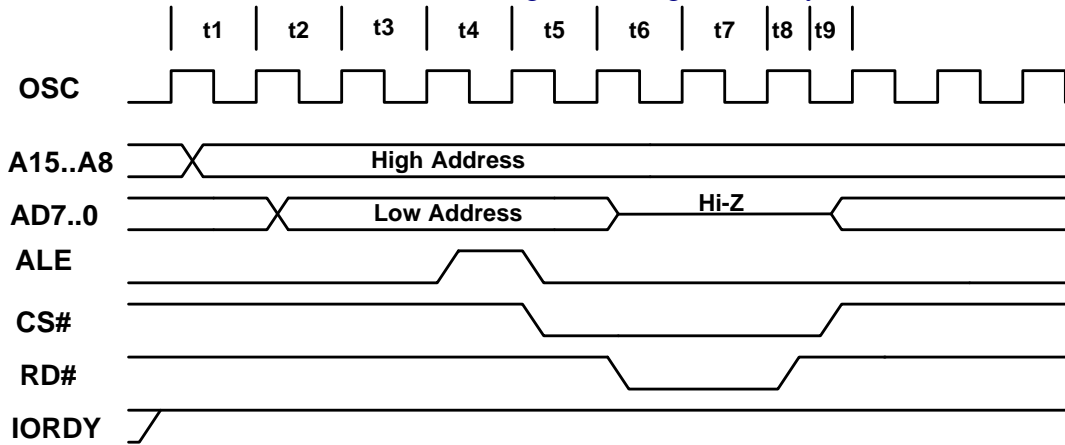 t1 t2 t3 t4 t5 t6 t7 t8 t9
OSC
A15..A8 High Address
AD7..0 Low Address Hi-Z
ALE
CS#
RD#
IORDY